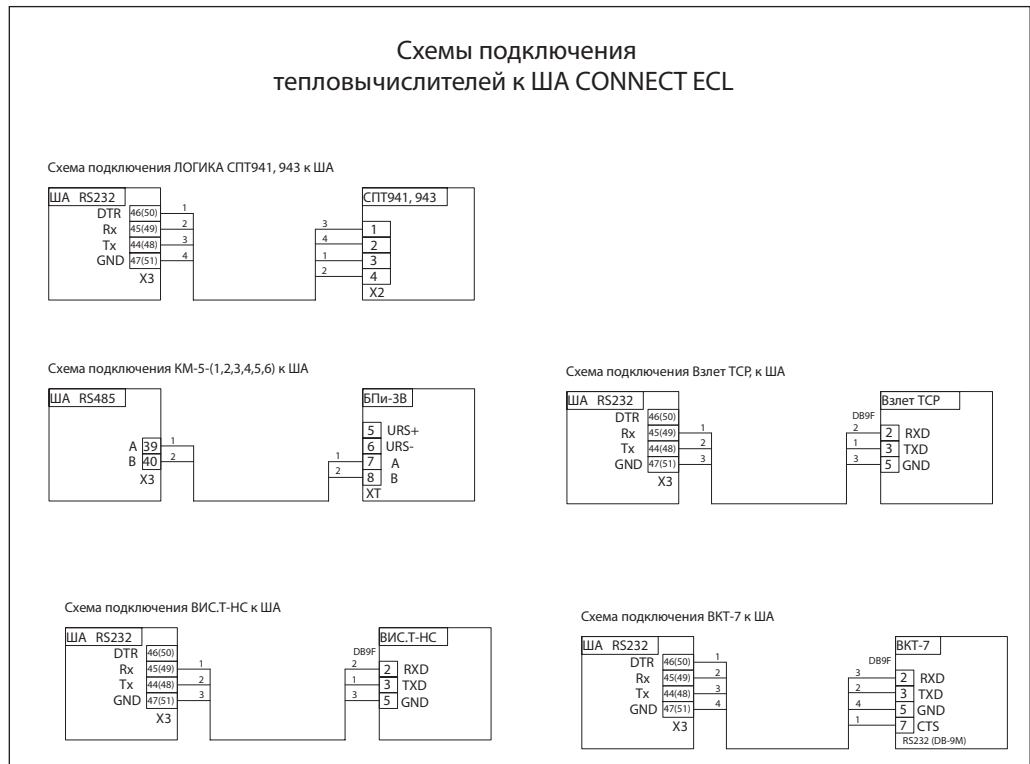 Схемы подключения
тепловычислителей к ША CONNECT ECL
Схема подключения ЛОГИКА СПТ941, 943 к ША
ША RS232
DTR 46(50) 1
Rx 45(49) 2
Tx 44(48) 3
GND 47(51) 4
X3
СПТ941, 943
3 1
4 2
1 3
2 4
X2
Схема подключения КМ-5-(1,2,3,4,5,6) к ША
ША RS485
A 39 1
B 40 2
X3
БПи-3В
5 URS+
6 URS-
1 7 A
2 8 B
XT
Схема подключения Взлет ТСР, к ША
ША RS232
DTR 46(50)
Rx 45(49) 1
Tx 44(48) 2
GND 47(51) 3
X3
Взлет ТСР
DB9F
2 2 RXD
1 3 TXD
3 5 GND
Схема подключения ВИС.Т-НС к ША
ША RS232
DTR 46(50)
Rx 45(49) 1
Tx 44(48) 2
GND 47(51) 3
X3
ВИС.Т-НС
DB9F
2 2 RXD
1 3 TXD
3 5 GND
Схема подключения ВКТ-7 к ША
ША RS232
DTR 46(50) 1
Rx 45(49) 2
Tx 44(48) 3
GND 47(51) 4
X3
ВКТ-7
DB9F
3 2 RXD
2 3 TXD
4 5 GND
1 7 CTS
RS232 (DB-9M)